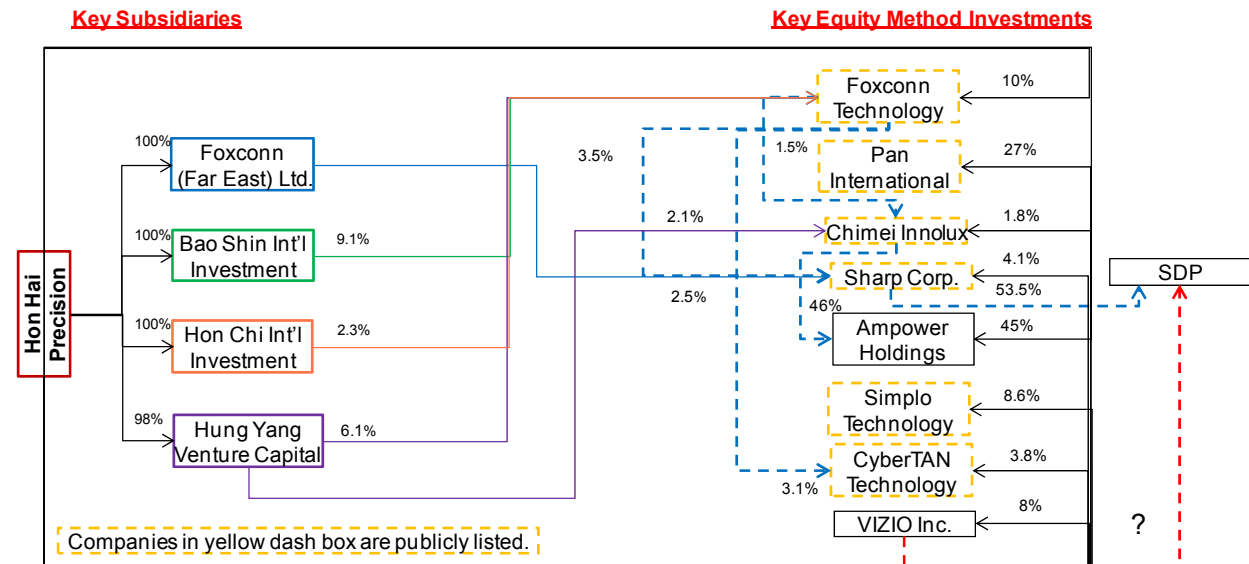 Key Subsidiaries
Key Equity Method Investments
Foxconn
Technology
10%
100%
Foxconn
(Far East) Ltd.
3.5%
1.5%
Pan
International
27%
100%
Bao Shin Int'l
Investment
9.1%
2.1%
Chimei Innolux
1.8%
Hon Hai
Precision
2.5%
Sharp Corp.
4.1%
53.5%
SDP
100%
Hon Chi Int'l
Investment
2.3%
46%
Ampower
Holdings
45%
98%
Hung Yang
Venture Capital
6.1%
Simplo
Technology
8.6%
3.1%
CyberTAN
Technology
3.8%
VIZIO Inc.
8%
?
Companies in yellow dash box are publicly listed.